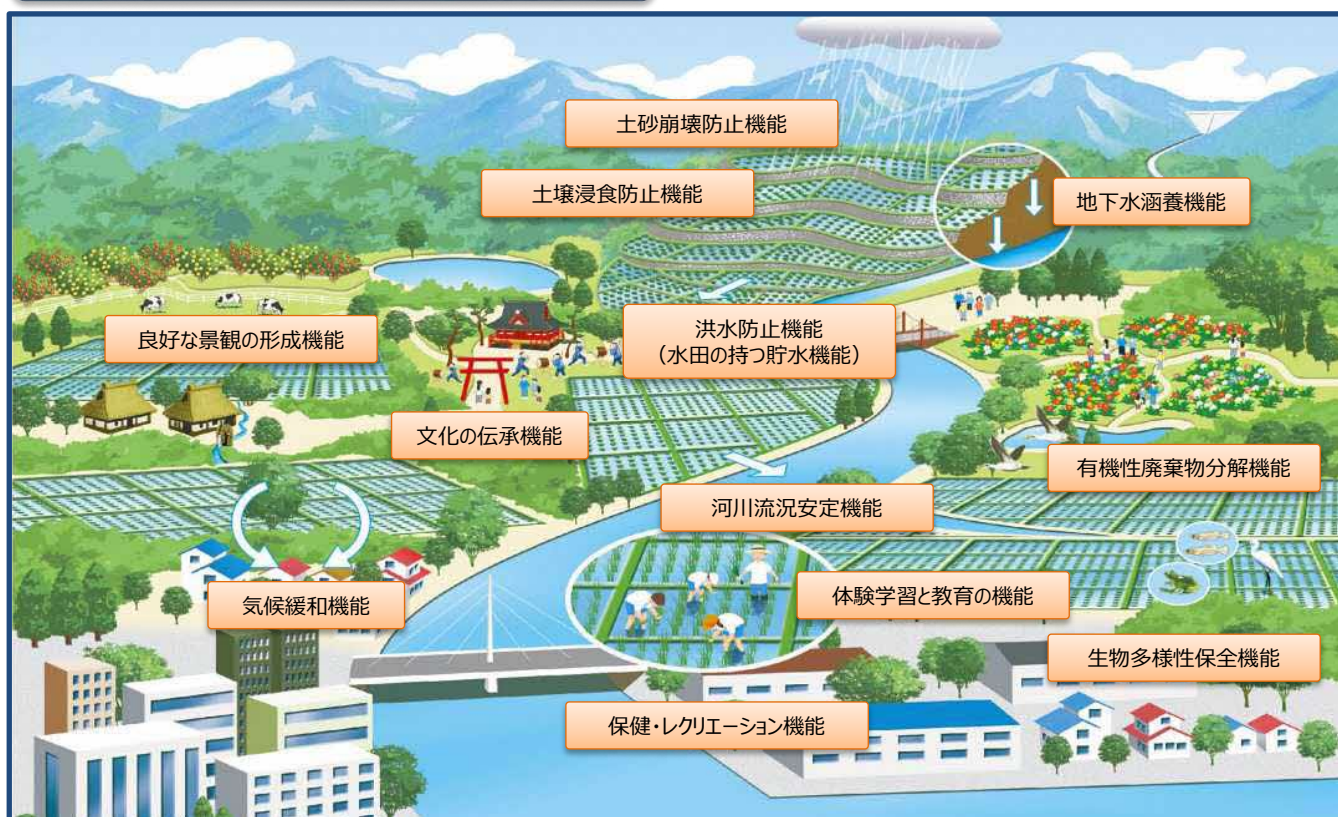 土砂崩壊防止機能
土壌浸食防止機能
地下水涵養機能
良好な景観の形成機能
洪水防止機能
（水田の持つ貯水機能）
文化の伝承機能
有機性廃棄物分解機能
河川流況安定機能
気候緩和機能
体験学習と教育の機能
生物多様性保全機能
保健・レクリエーション機能